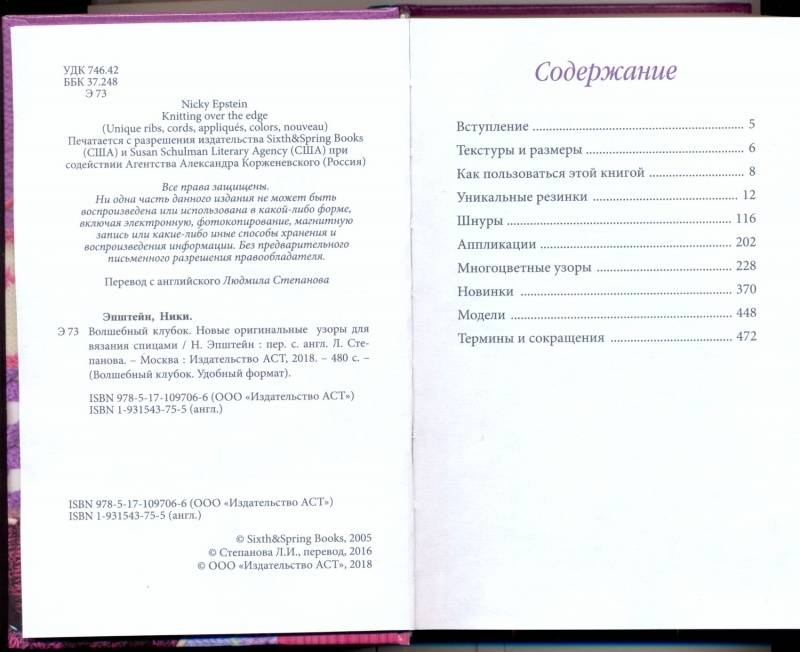 УДК 746.42
ББК 37.248
Э 73
Nicky Epstein
Knitting over the edge
(Unique ribs, cords, appliqués, colors, nouveau)
Печатается с разрешения издательства Sixth&Spring Books
(США) и Susan Schulman Literary Agency (США) при
содействии Агентства Александра Корженевского (Россия)
Все права защищены.
Ни одна часть данного издания не может быть
воспроизведена или использована в какой-либо форме,
включая электронную, фотокопирование, магнитную
запись или какие-либо иные способы хранения и
воспроизведения информации. Без предварительного
письменного разрешения правообладателя.
Перевод с английского Людмила Степанова
Эпштейн, Ники.
Э 73 Волшебный клубок. Новые оригинальные узоры для
вязания спицами / Н. Эпштейн : пер. с. англ. Л. Сте-
панова. – Москва : Издательство АСТ, 2018. – 480 с. –
(Волшебный клубок. Удобный формат).
ISBN 978-5-17-109706-6 (ООО «Издательство АСТ»)
ISBN 1-931543-75-5 (англ.)
ISBN 978-5-17-109706-6 (ООО «Издательство АСТ»)
ISBN 1-931543-75-5 (англ.)
© Sixth&Spring Books, 2005
© Степанова Л.И., перевод, 2016
© ООО «Издательство АСТ», 2018
Содержание
Вступление ..... 5
Текстуры и размеры ..... 6
Как пользоваться этой книгой ..... 8
Уникальные резинки ..... 12
Шнуры ..... 116
Аппликации ..... 202
Многоцветные узоры ..... 228
Новинки ..... 370
Модели ..... 448
Термины и сокращения ..... 472